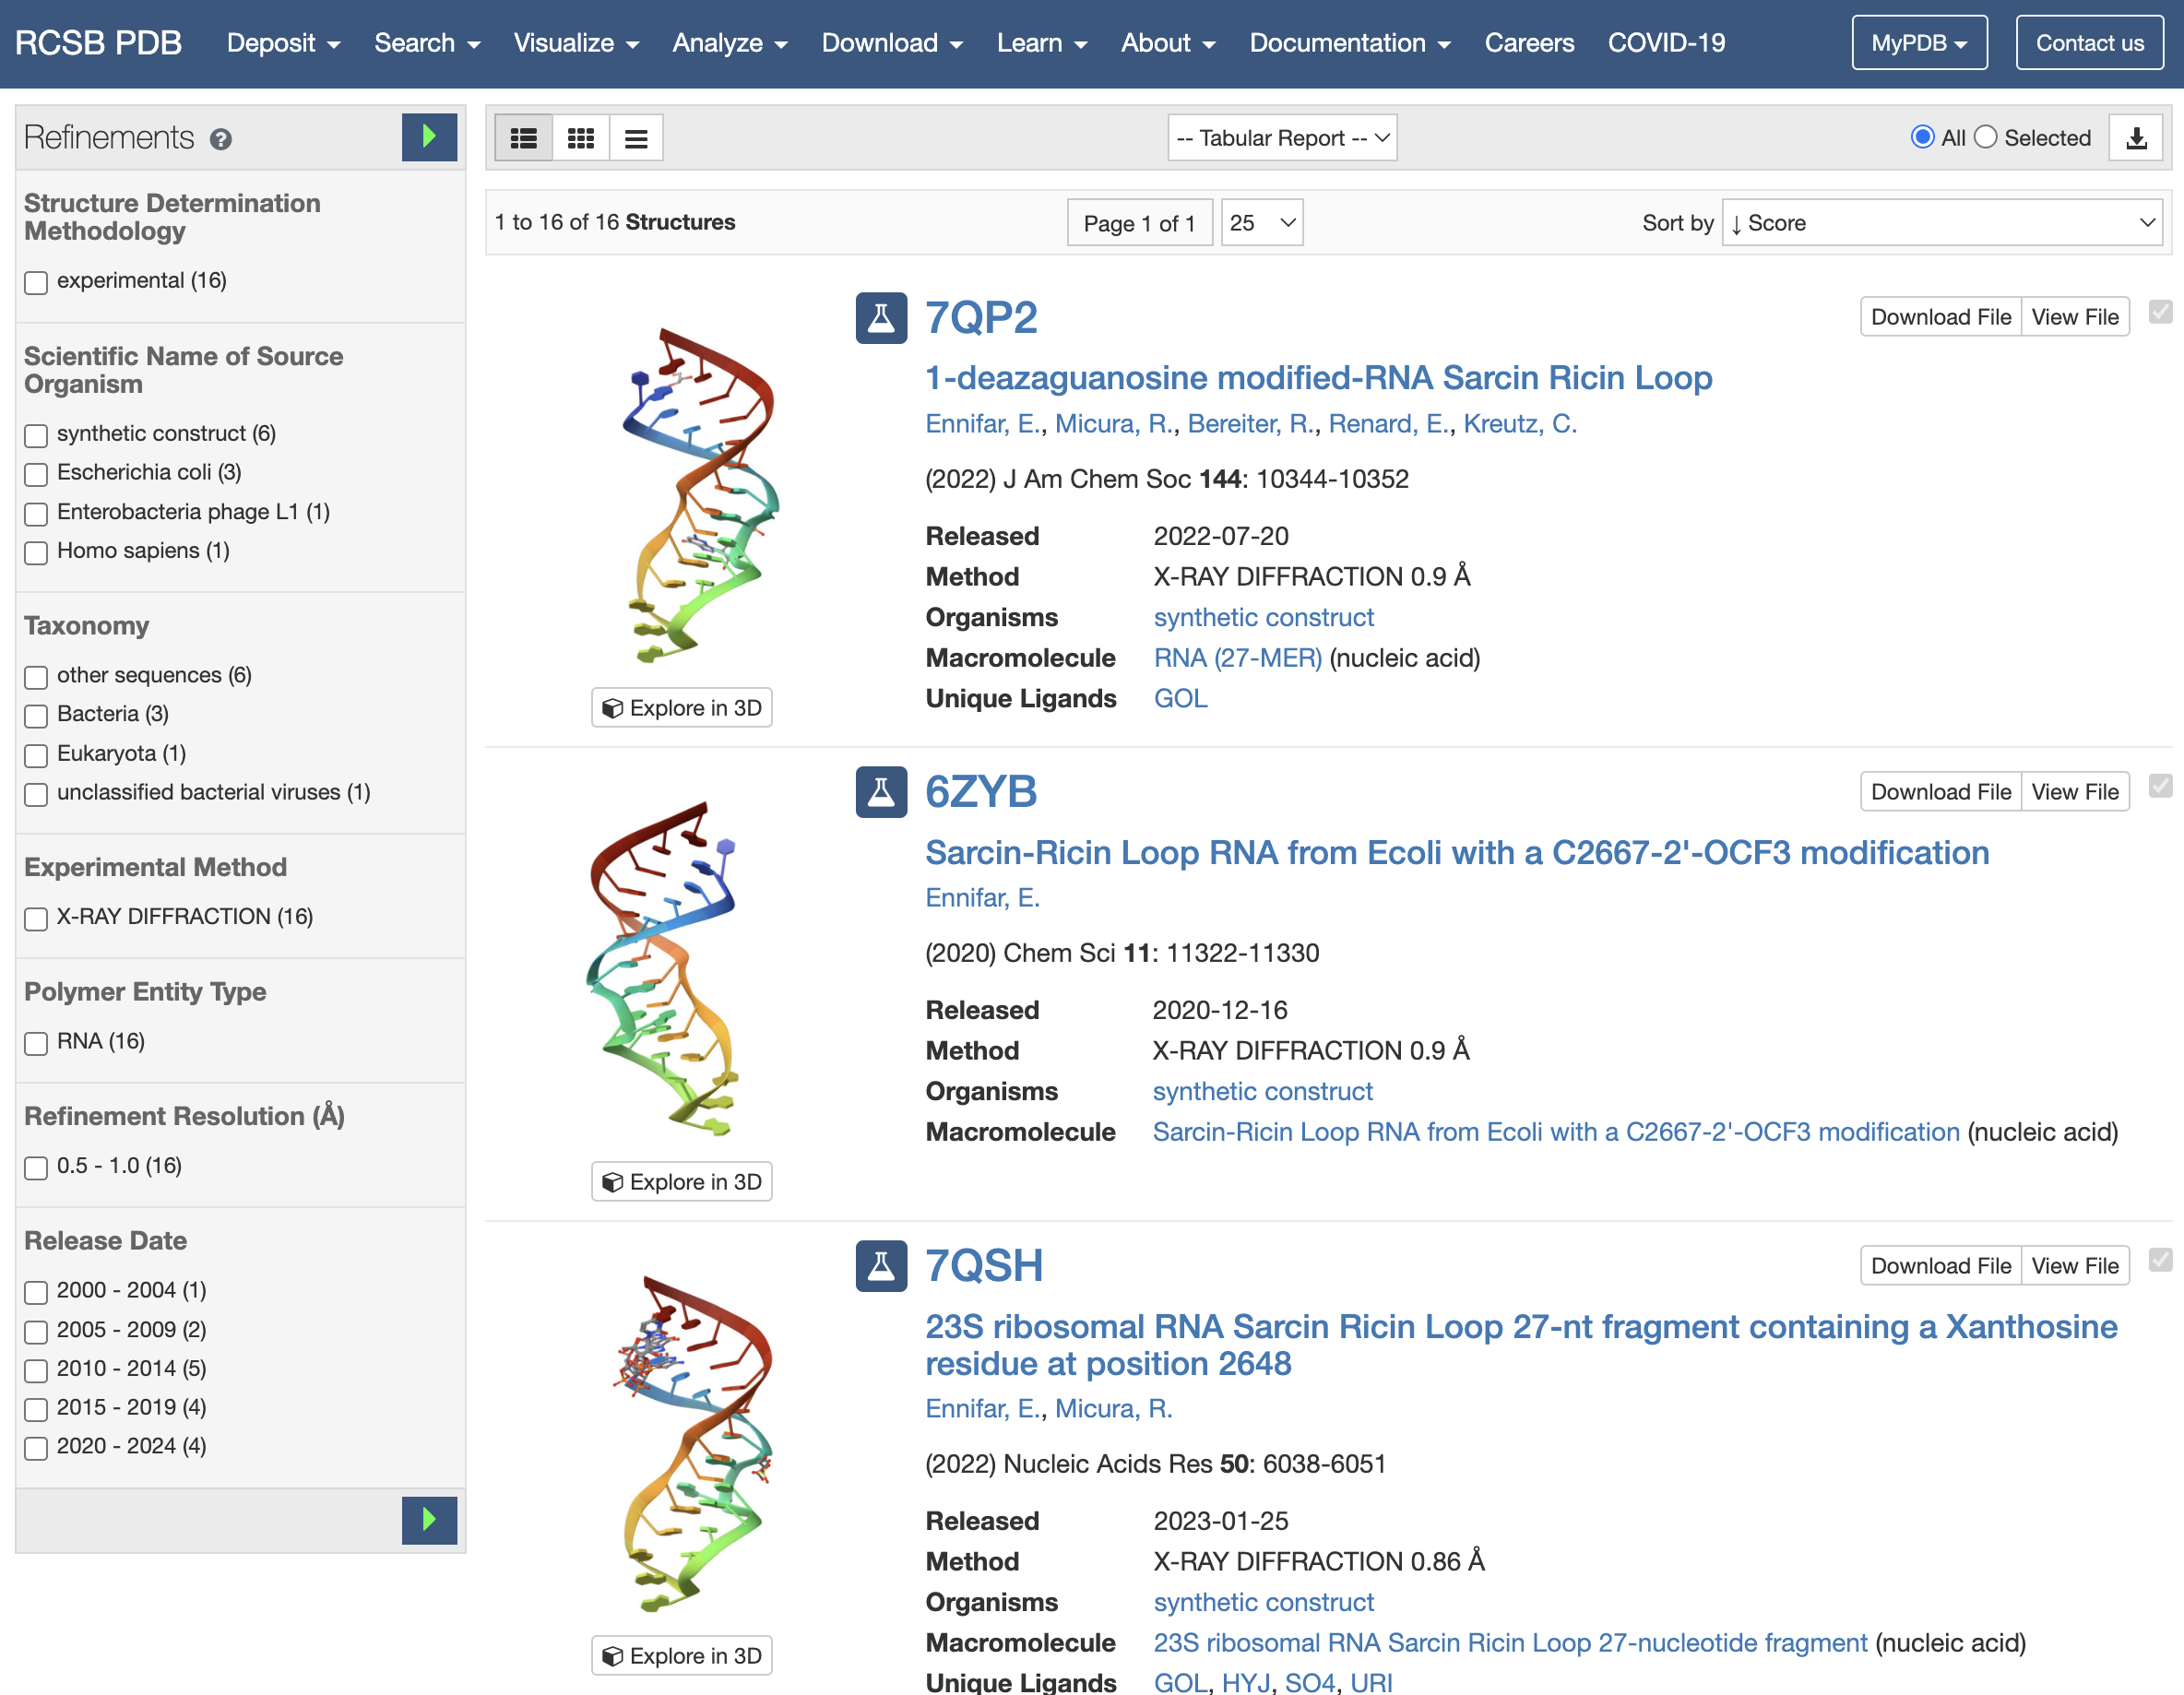 RCSB PDB Deposit Search Visualize Analyze Download Learn About Documentation Careers COVID-19 MyPDB Contact us
Refinements ?
Structure Determination
Methodology
experimental (16)
Scientific Name of Source
Organism
synthetic construct (6)
Escherichia coli (3)
Enterobacteria phage L1 (1)
Homo sapiens (1)
Taxonomy
other sequences (6)
Bacteria (3)
Eukaryota (1)
unclassified bacterial viruses (1)
Experimental Method
X-RAY DIFFRACTION (16)
Polymer Entity Type
RNA (16)
Refinement Resolution (Å)
0.5 - 1.0 (16)
Release Date
2000 - 2004 (1)
2005 - 2009 (2)
2010 - 2014 (5)
2015 - 2019 (4)
2020 - 2024 (4)
-- Tabular Report -- All Selected
1 to 16 of 16 Structures Page 1 of 1 25 Sort by ↓ Score
7QP2 Download File View File
1-deazaguanosine modified-RNA Sarcin Ricin Loop
Ennifar, E., Micura, R., Bereiter, R., Renard, E., Kreutz, C.
(2022) J Am Chem Soc 144: 10344-10352
Released 2022-07-20
Method X-RAY DIFFRACTION 0.9 Å
Organisms synthetic construct
Macromolecule RNA (27-MER) (nucleic acid)
Unique Ligands GOL
Explore in 3D
6ZYB Download File View File
Sarcin-Ricin Loop RNA from Ecoli with a C2667-2'-OCF3 modification
Ennifar, E.
(2020) Chem Sci 11: 11322-11330
Released 2020-12-16
Method X-RAY DIFFRACTION 0.9 Å
Organisms synthetic construct
Macromolecule Sarcin-Ricin Loop RNA from Ecoli with a C2667-2'-OCF3 modification (nucleic acid)
Explore in 3D
7QSH Download File View File
23S ribosomal RNA Sarcin Ricin Loop 27-nt fragment containing a Xanthosine
residue at position 2648
Ennifar, E., Micura, R.
(2022) Nucleic Acids Res 50: 6038-6051
Released 2023-01-25
Method X-RAY DIFFRACTION 0.86 Å
Organisms synthetic construct
Macromolecule 23S ribosomal RNA Sarcin Ricin Loop 27-nucleotide fragment (nucleic acid)
Explore in 3D
Unique Ligands GOL, HYJ, SO4, URI